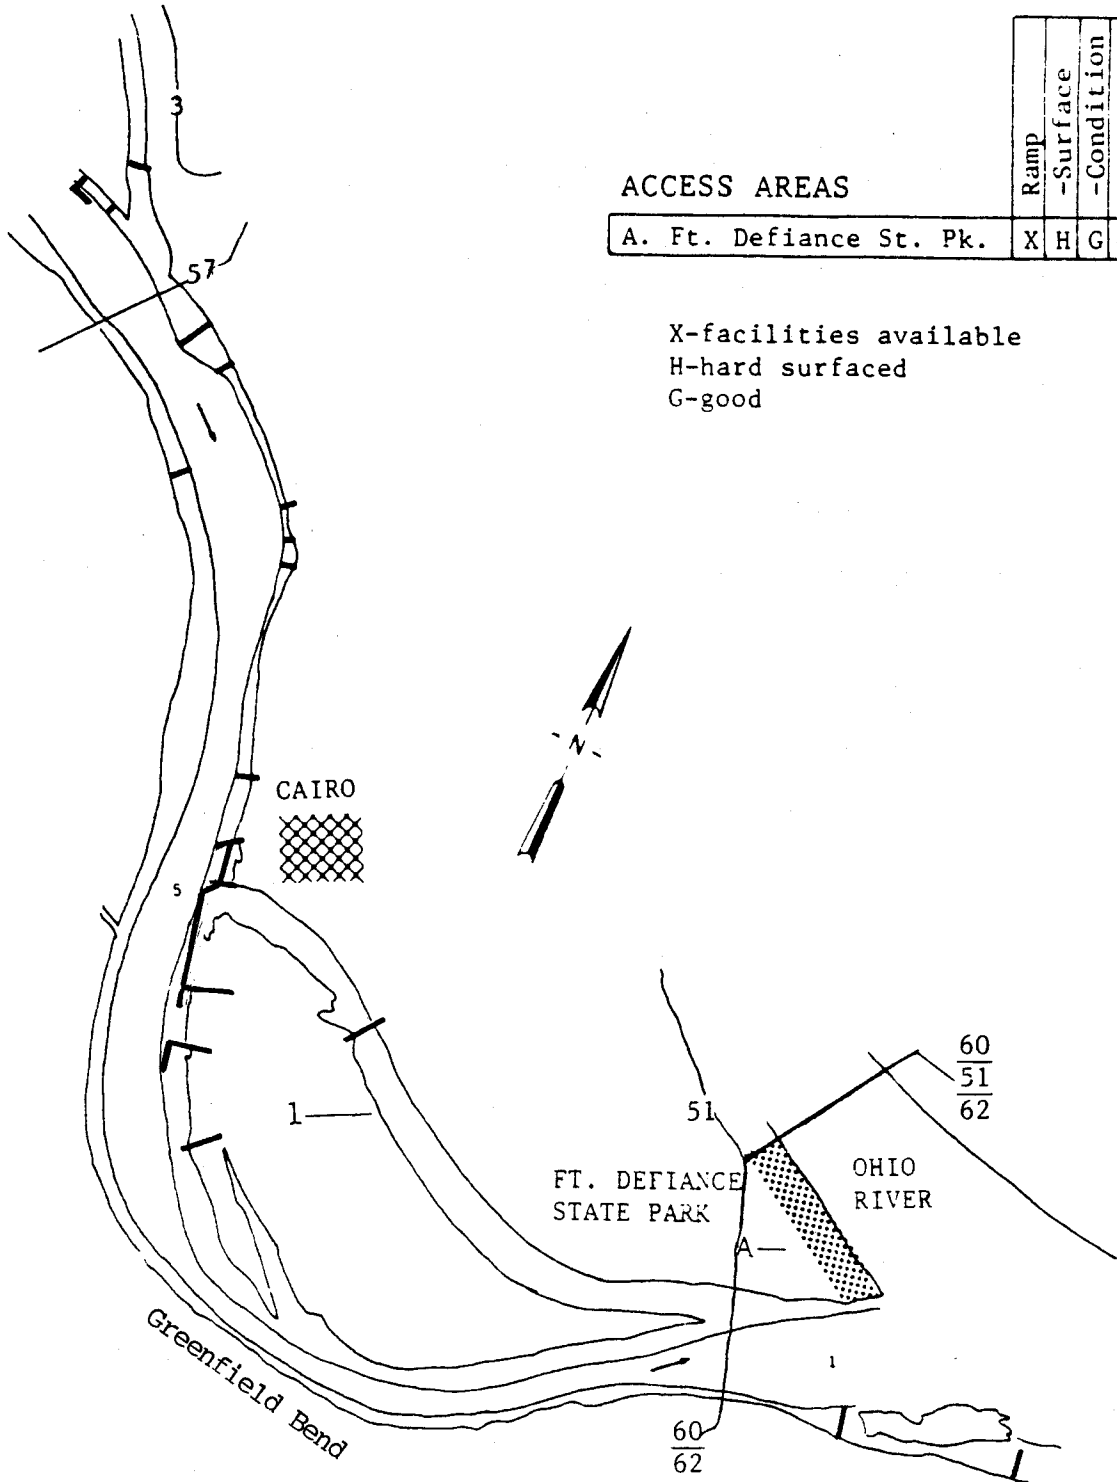 3
Ramp
-Surface
-Condition
ACCESS AREAS
A. Ft. Defiance St. Pk. X H G
57
X-facilities available
H-hard surfaced
G-good
N
CAIRO
5
1
51
60
51
62
FT. DEFIANCE
STATE PARK
OHIO
RIVER
A
Greenfield Bend
1
60
62